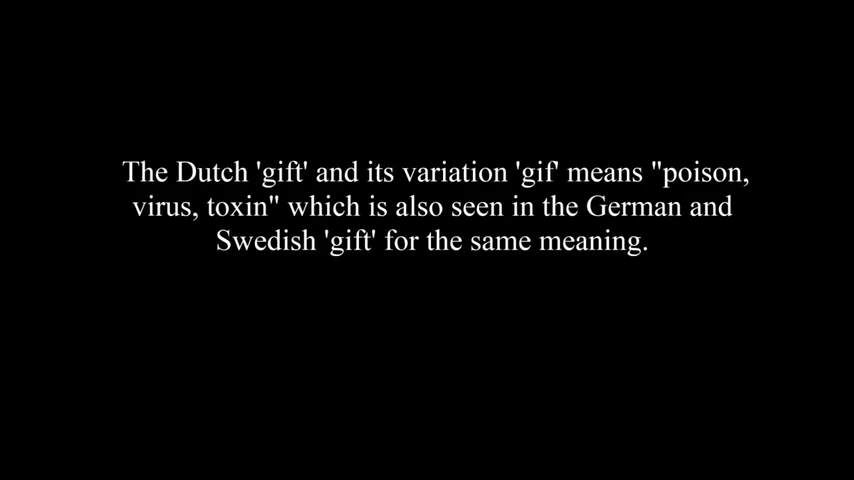 The Dutch 'gift' and its variation 'gif' means "poison,
virus, toxin" which is also seen in the German and
Swedish 'gift' for the same meaning.